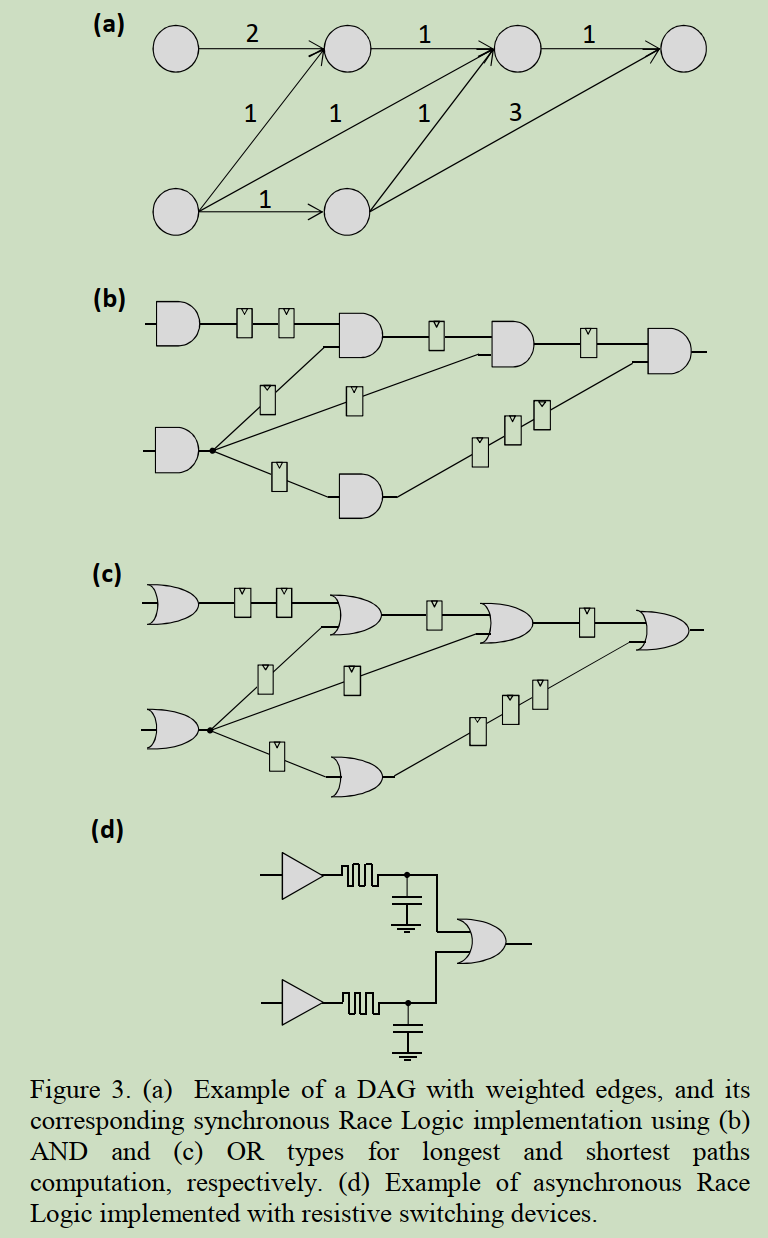 (a)
2 1 1
1 1 1 3
1
(b)
(c)
(d)
Figure 3. (a) Example of a DAG with weighted edges, and its
corresponding synchronous Race Logic implementation using (b)
AND and (c) OR types for longest and shortest paths
computation, respectively. (d) Example of asynchronous Race
Logic implemented with resistive switching devices.